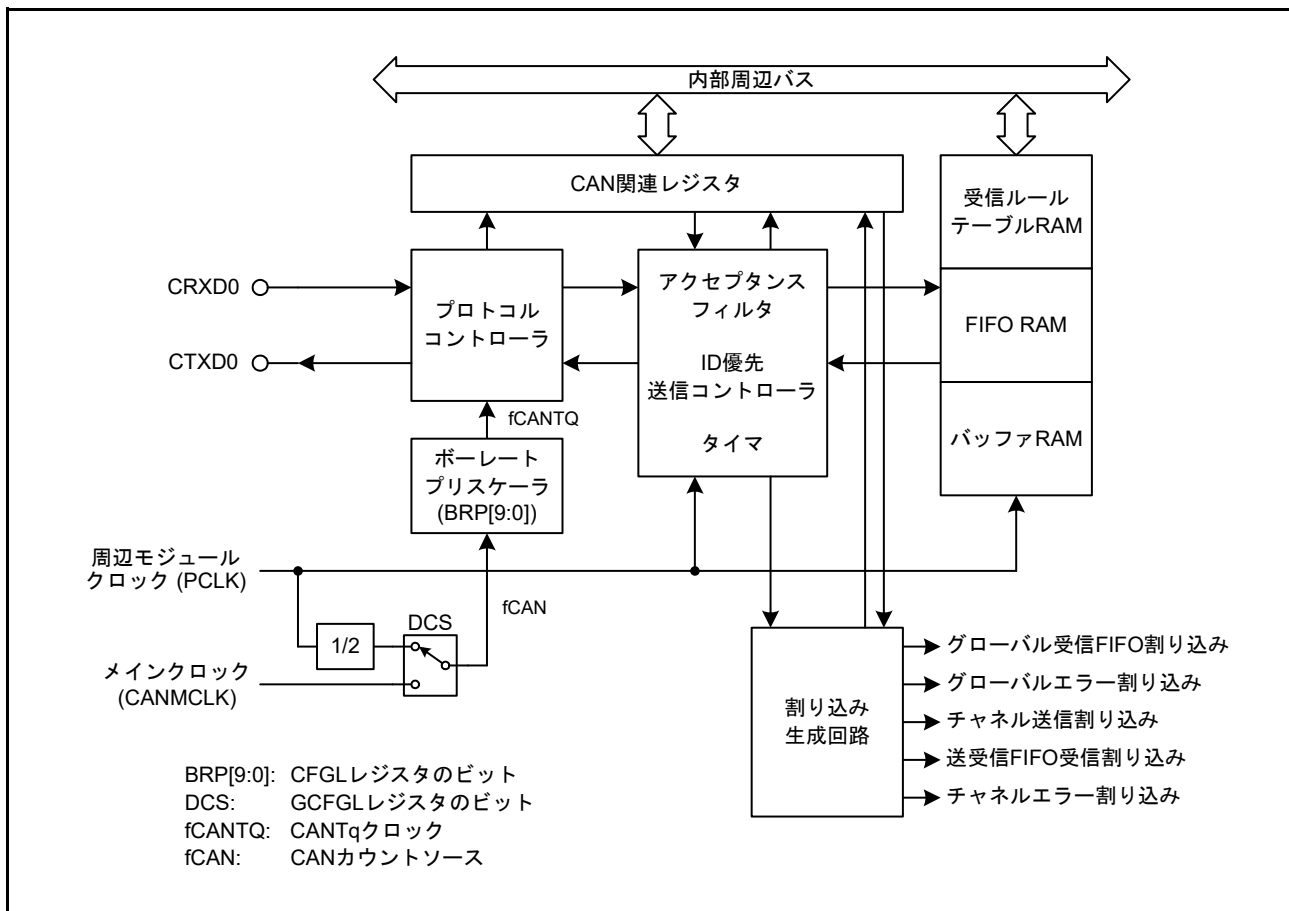 内部周辺バス
CAN関連レジスタ
受信ルール
テーブルRAM
FIFO RAM
バッファRAM
CRXD0
CTXD0
プロトコル
コントローラ
アクセプタンス
フィルタ
ID優先
送信コントローラ
タイマ
fCANTQ
ボーレート
プリスケーラ
(BRP[9:0])
周辺モジュール
クロック (PCLK)
fCAN
DCS
1/2
メインクロック
(CANMCLK)
割り込み
生成回路
グローバル受信FIFO割り込み
グローバルエラー割り込み
チャネル送信割り込み
送受信FIFO受信割り込み
チャネルエラー割り込み
BRP[9:0]: CFGLレジスタのビット
DCS: GCFGLレジスタのビット
fCANTQ: CANTqクロック
fCAN: CANカウントソース